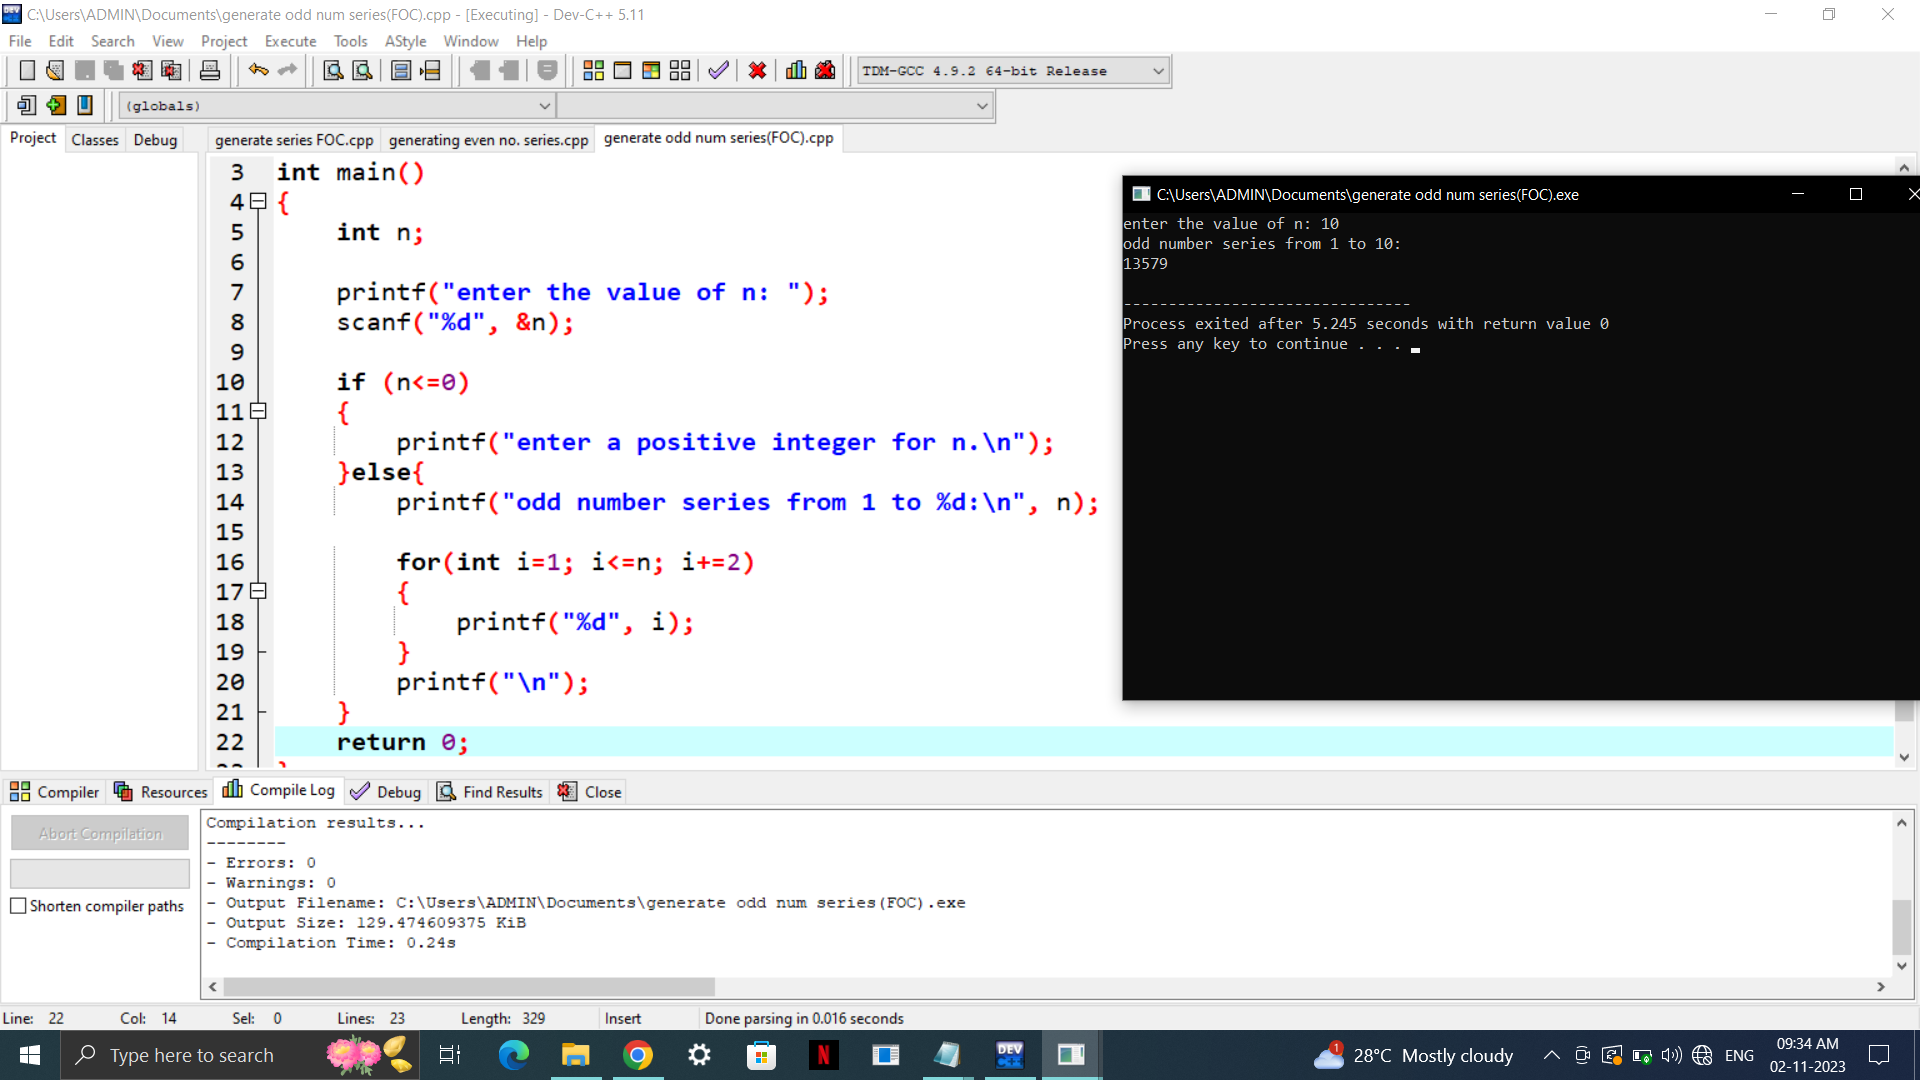 C:\Users\ADMIN\Documents\generate odd num series(FOC).cpp - [Executing] - Dev-C++ 5.11
File Edit Search View Project Execute Tools AStyle Window Help
TDM-GCC 4.9.2 64-bit Release
(globals)
Project Classes Debug
generate series FOC.cpp generating even no. series.cpp generate odd num series(FOC).cpp
3 int main()
4 {
5 int n;
6
7 printf("enter the value of n: ");
8 scanf("%d", &n);
9
10 if (n<=0)
11 {
12 printf("enter a positive integer for n.\n");
13 }else{
14 printf("odd number series from 1 to %d:\n", n);
15
16 for(int i=1; i<=n; i+=2)
17 {
18 printf("%d", i);
19 }
20 printf("\n");
21 }
22 return 0;
C:\Users\ADMIN\Documents\generate odd num series(FOC).exe
enter the value of n: 10
odd number series from 1 to 10:
13579
--------------------------------
Process exited after 5.245 seconds with return value 0
Press any key to continue . . .
Compiler Resources Compile Log Debug Find Results Close
Abort Compilation
Shorten compiler paths
Compilation results...
--------
- Errors: 0
- Warnings: 0
- Output Filename: C:\Users\ADMIN\Documents\generate odd num series(FOC).exe
- Output Size: 129.474609375 KiB
- Compilation Time: 0.24s
Line: 22 Col: 14 Sel: 0 Lines: 23 Length: 329 Insert Done parsing in 0.016 seconds
Type here to search
DEV
1
28°C Mostly cloudy
ENG
09:34 AM
02-11-2023